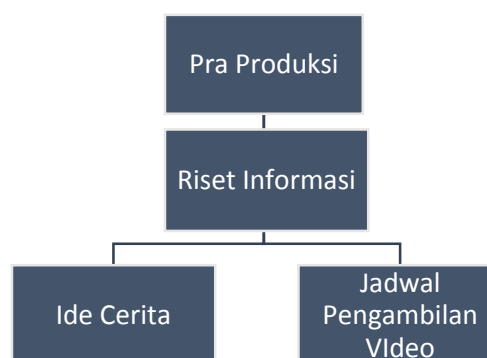 Pra Produksi
Riset Informasi
Ide Cerita
Jadwal
Pengambilan
VIdeo